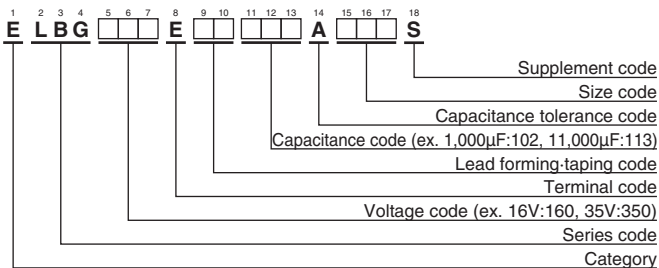 1 2 3 4 5 6 7 8 9 10 11 12 13 14 15 16 17 18
E L B G E A S
Supplement code
Size code
Capacitance tolerance code
Capacitance code (ex. 1,000μF:102, 11,000μF:113)
Lead forming·taping code
Terminal code
Voltage code (ex. 16V:160, 35V:350)
Series code
Category